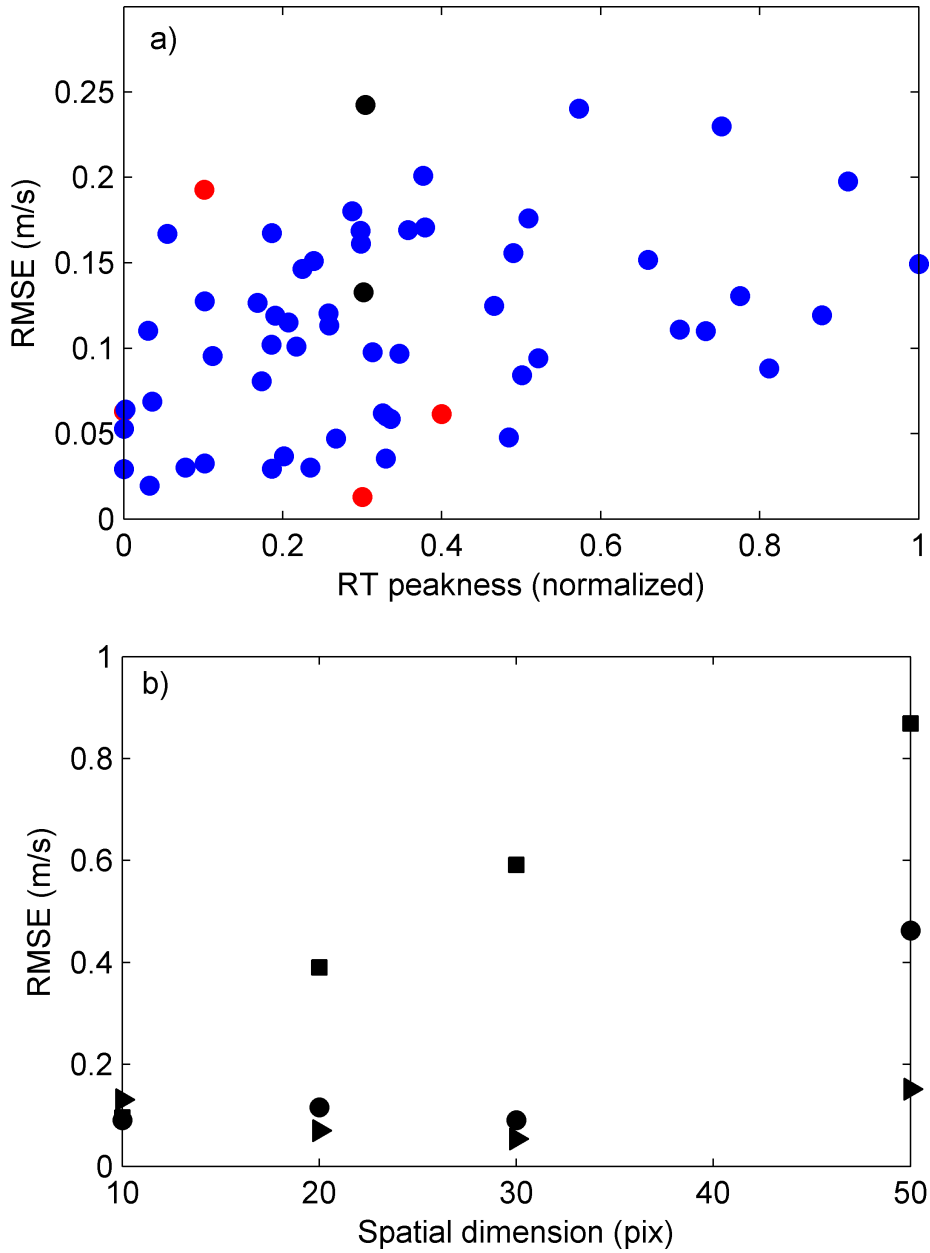 a)
0.25
0.2
0.15
0.1
0.05
0
RMSE (m/s)
0 0.2 0.4 0.6 0.8 1
RT peakness (normalized)
b)
1
0.8
0.6
0.4
0.2
0
RMSE (m/s)
10 20 30 40 50
Spatial dimension (pix)